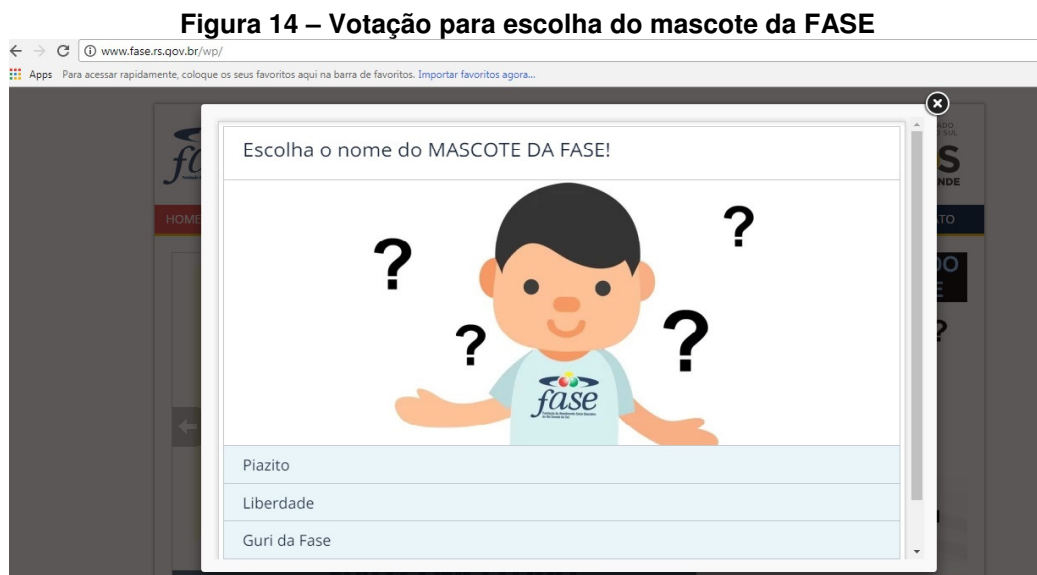 Figura 14 – Votação para escolha do mascote da FASE
www.fase.rs.gov.br/wp/
Apps Para acessar rapidamente, coloque os seus favoritos aqui na barra de favoritos. Importar favoritos agora...
Escolha o nome do MASCOTE DA FASE!
HOME
?
?
?
?
fase
Piazito
Liberdade
Guri da Fase